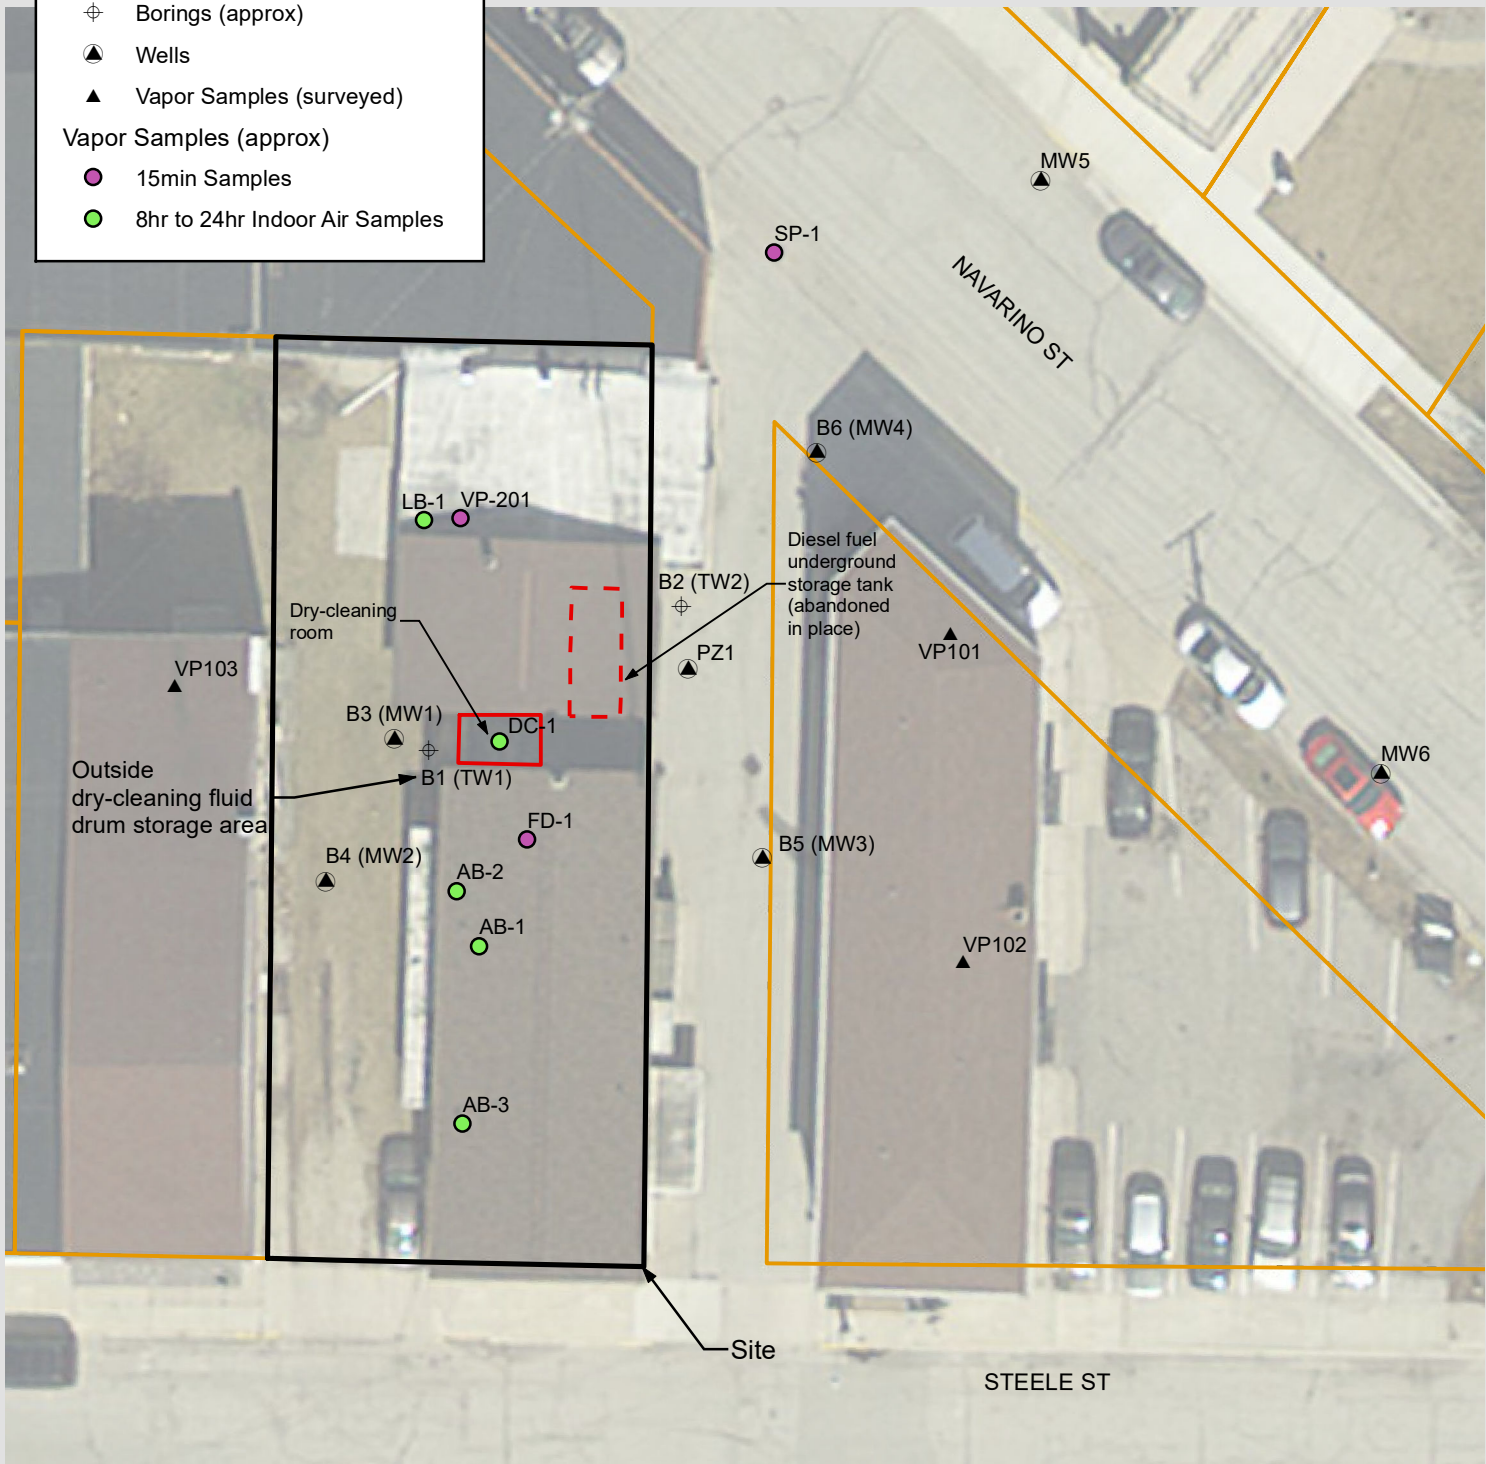 Borings (approx)
Wells
Vapor Samples (surveyed)
Vapor Samples (approx)
15min Samples
8hr to 24hr Indoor Air Samples
MW5
SP-1
NAVARINO ST
B6 (MW4)
LB-1
VP-201
Diesel fuel
underground
storage tank
(abandoned
in place)
B2 (TW2)
Dry-cleaning
room
VP101
PZ1
VP103
B3 (MW1)
DC-1
MW6
B1 (TW1)
Outside
dry-cleaning fluid
drum storage area
FD-1
B5 (MW3)
B4 (MW2)
AB-2
AB-1
VP102
AB-3
Site
STEELE ST